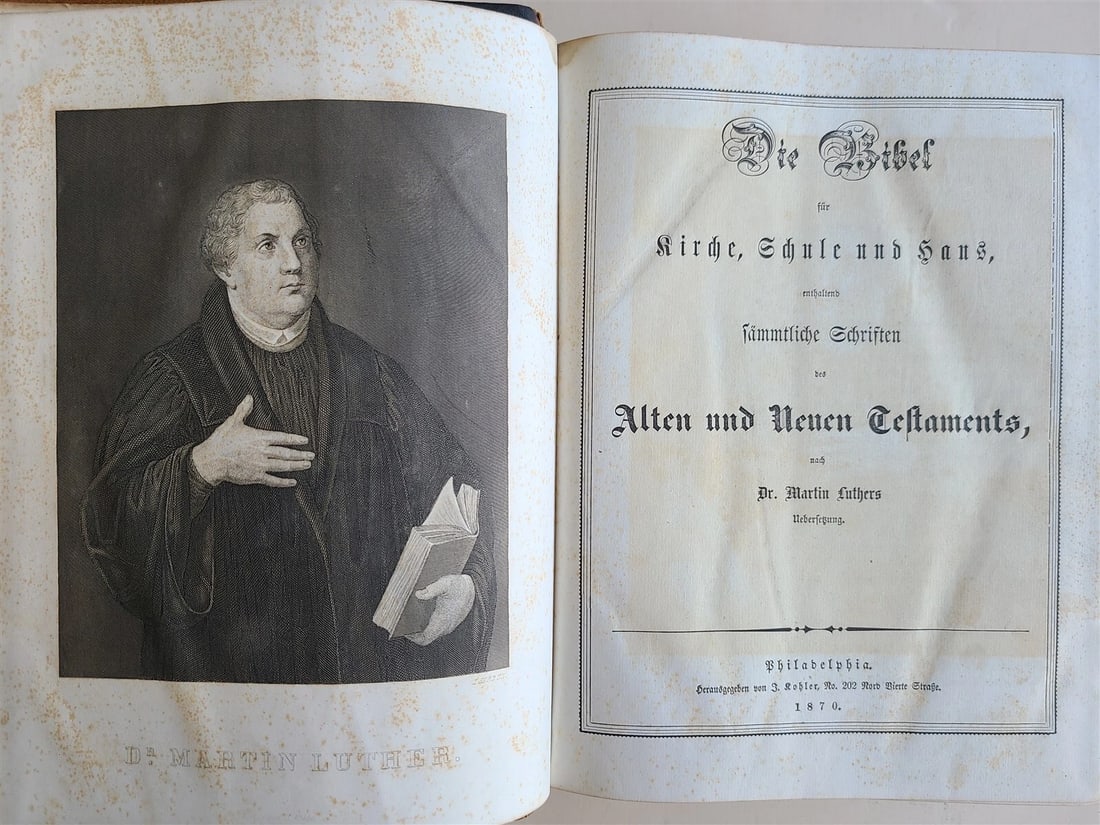 Dr. MARTIN LUTHER.
Die Bibel
für
Kirche, Schule und Haus,
enthaltend
sämmtliche Schriften
des
Alten und Neuen Testaments,
nach
Dr. Martin Luthers
Uebersetzung.
Philadelphia.
Herausgegeben von J. Kohler, No. 202 Nord Vierte Straße.
1870.